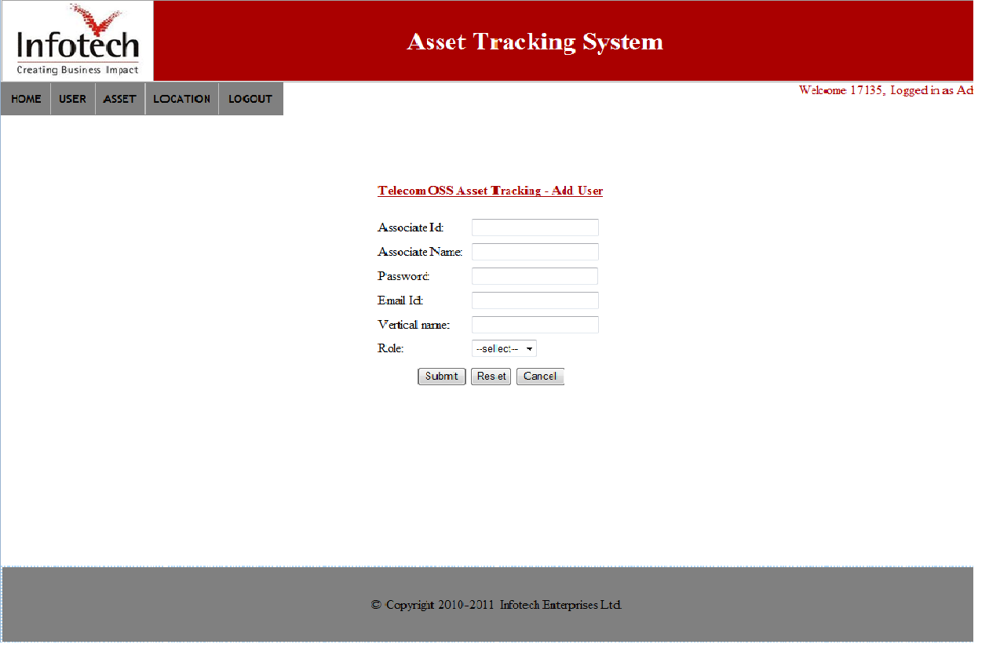 Infotech
Creating Business Impact
Asset Tracking System
HOME USER ASSET LOCATION LOGOUT
Welcome 17135, Logged in as Ad
Telecom OSS Asset Tracking - Add User
Associate Id:
Associate Name:
Password:
Email Id:
Vertical name:
Role: --select--
Submit Reset Cancel
© Copyright 2010-2011 Infotech Enterprises Ltd.